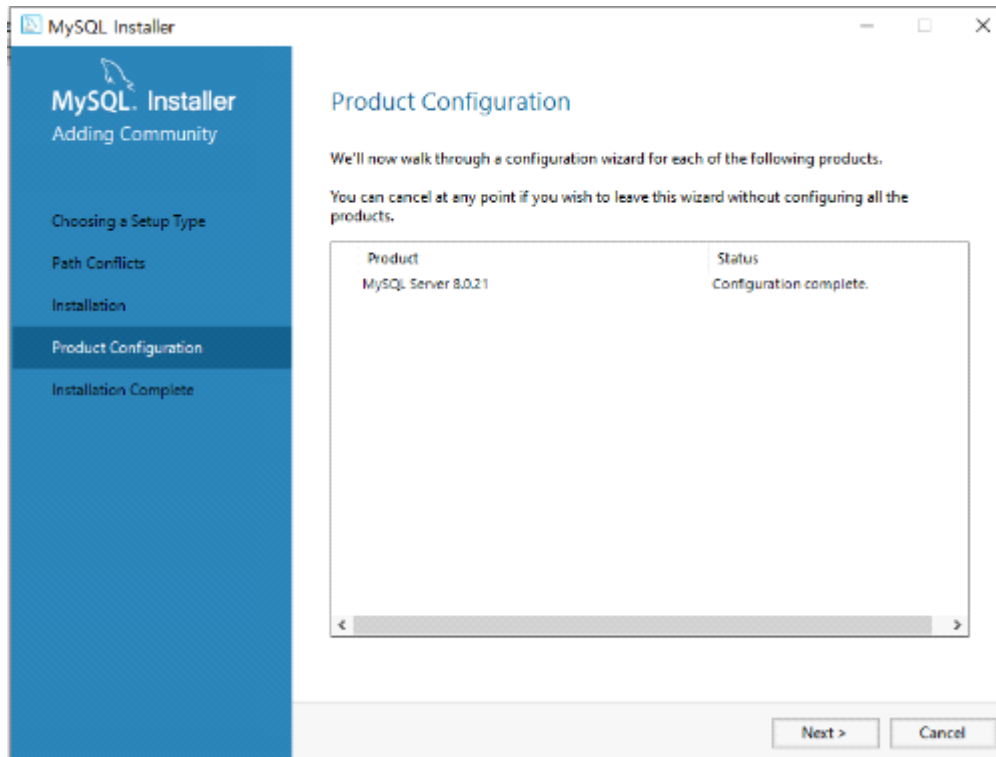 MySQL Installer
MySQL. Installer
Adding Community
Choosing a Setup Type
Path Conflicts
Installation
Product Configuration
Installation Complete
Product Configuration
We'll now walk through a configuration wizard for each of the following products.
You can cancel at any point if you wish to leave this wizard without configuring all the
products.
Product Status
MySQL Server 8.0.21 Configuration complete.
Next > Cancel